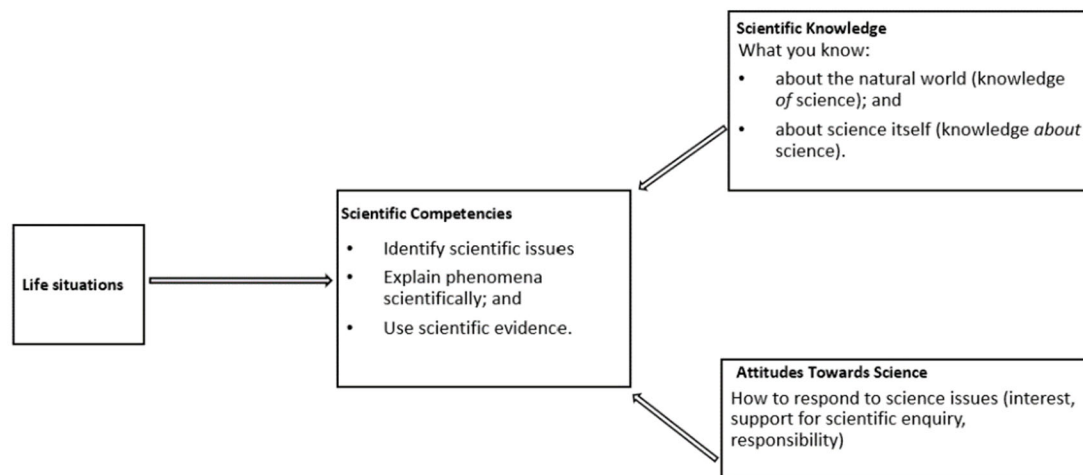 Scientific Knowledge
What you know:
• about the natural world (knowledge
of science); and
• about science itself (knowledge about
science).
Scientific Competencies
• Identify scientific issues
• Explain phenomena
scientifically; and
• Use scientific evidence.
Life situations
Attitudes Towards Science
How to respond to science issues (interest,
support for scientific enquiry,
responsibility)